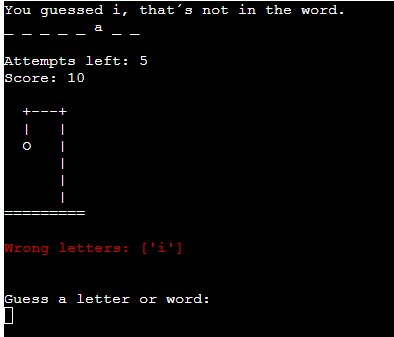 You guessed i, that´s not in the word.
_ _ _ _ _ a _ _
Attempts left: 5
Score: 10
  +---+
  |   |
  O   |
      |
      |
      |
=========
Wrong letters: ['i']
Guess a letter or word: